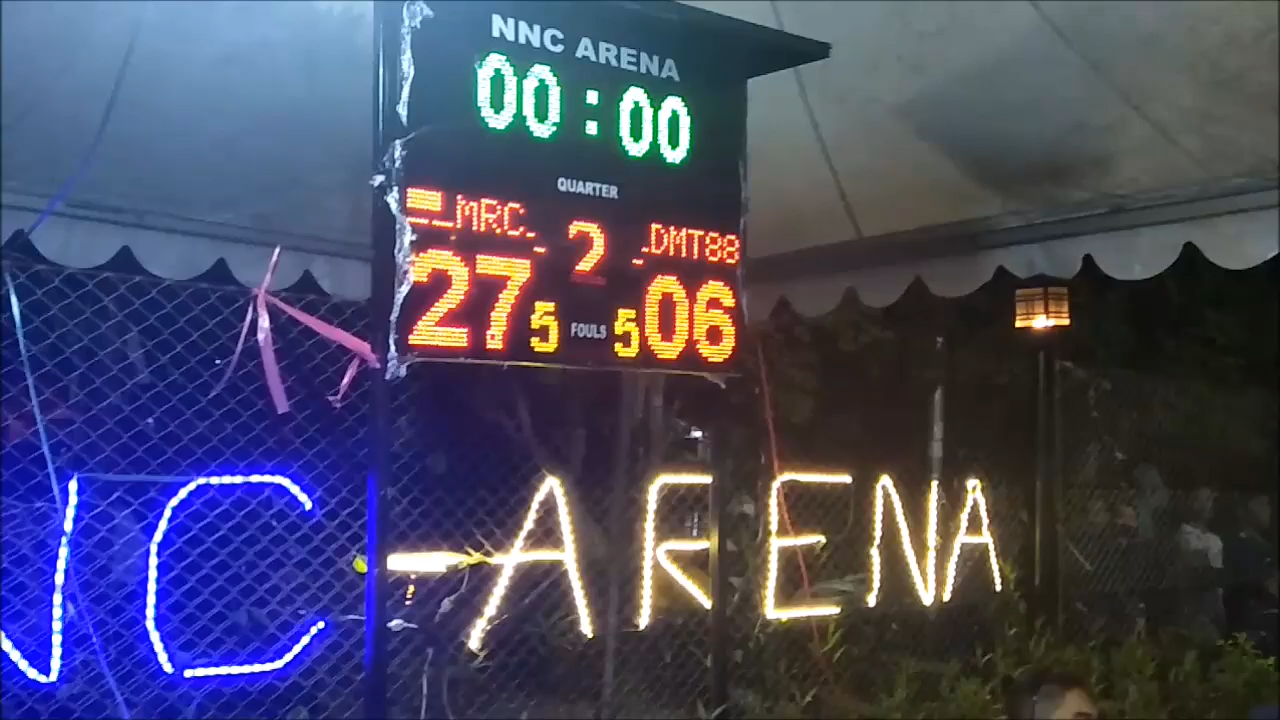 NNC ARENA
00:00
QUARTER
MRC 2 DMT88
27 5 FOULS 5 06
NC-ARENA